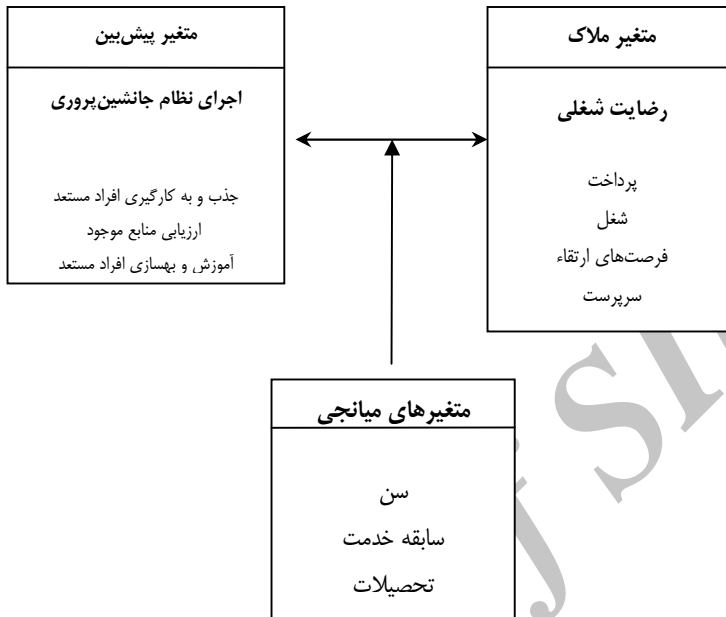 متغیر ملاک
رضایت شغلی
پرداخت
شغل
فرصت‌های ارتقاء
سرپرست
متغیر پیش‌بین
اجرای نظام جانشین‌پروری
جذب و به کارگیری افراد مستعد
ارزیابی منابع موجود
آموزش و بهسازی افراد مستعد
متغیرهای میانجی
سن
سابقه خدمت
تحصیلات